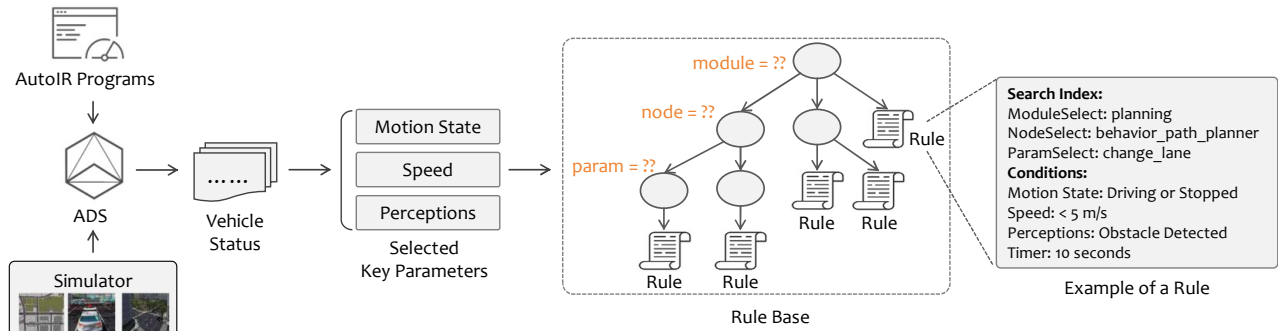 AutoIR Programs
ADS
Simulator
......
Vehicle
Status
Motion State
Speed
Perceptions
Selected
Key Parameters
module = ??
node = ??
param = ??
Rule
Rule
Rule
Rule
Rule
Rule Base
Search Index:
ModuleSelect: planning
NodeSelect: behavior_path_planner
ParamSelect: change_lane
Conditions:
Motion State: Driving or Stopped
Speed: < 5 m/s
Perceptions: Obstacle Detected
Timer: 10 seconds
Example of a Rule